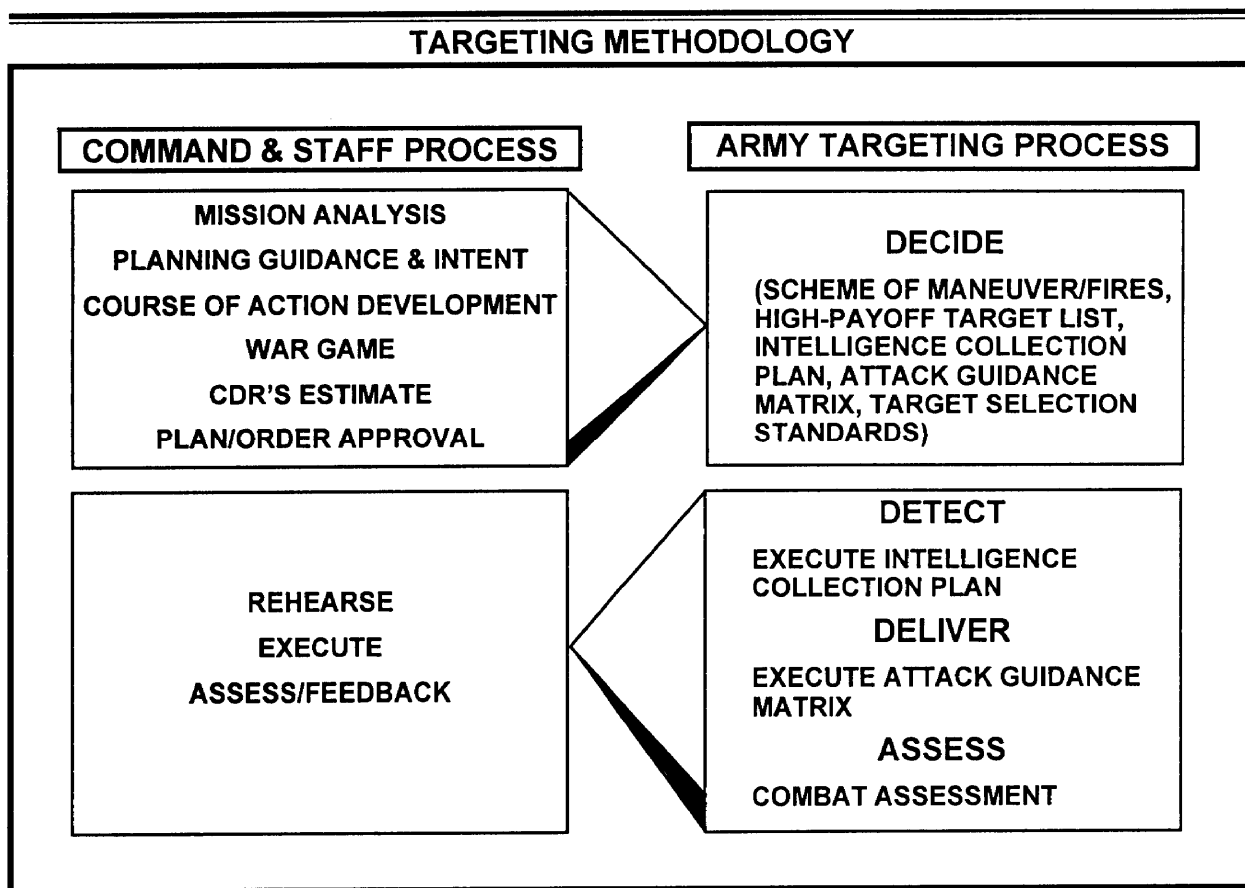 TARGETING METHODOLOGY
COMMAND & STAFF PROCESS
MISSION ANALYSIS
PLANNING GUIDANCE & INTENT
COURSE OF ACTION DEVELOPMENT
WAR GAME
CDR'S ESTIMATE
PLAN/ORDER APPROVAL
ARMY TARGETING PROCESS
DECIDE
(SCHEME OF MANEUVER/FIRES,
HIGH-PAYOFF TARGET LIST,
INTELLIGENCE COLLECTION
PLAN, ATTACK GUIDANCE
MATRIX, TARGET SELECTION
STANDARDS)
REHEARSE
EXECUTE
ASSESS/FEEDBACK
DETECT
EXECUTE INTELLIGENCE
COLLECTION PLAN
DELIVER
EXECUTE ATTACK GUIDANCE
MATRIX
ASSESS
COMBAT ASSESSMENT